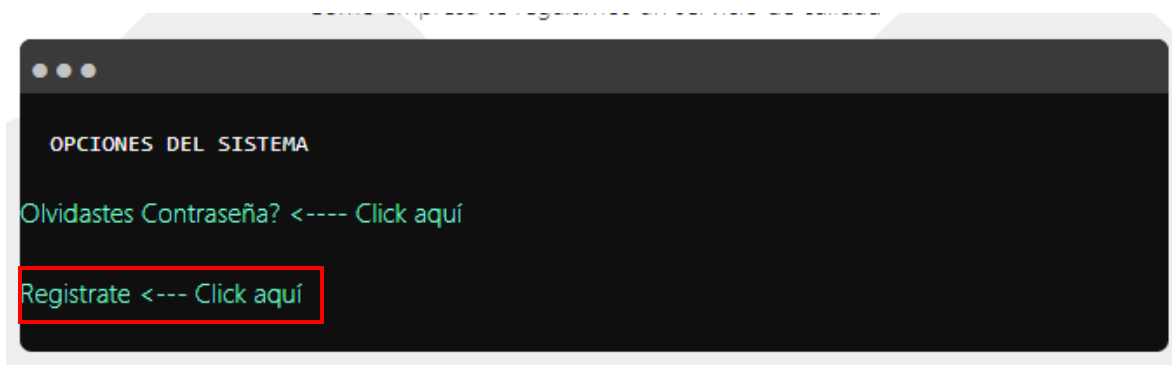 OPCIONES DEL SISTEMA
Olvidastes Contraseña? <---- Click aquí
Registrate <--- Click aquí